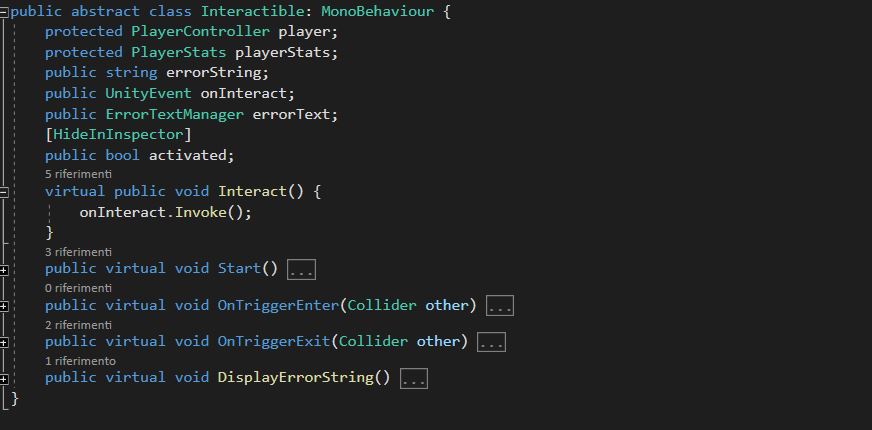 public abstract class Interactible: MonoBehaviour {
protected PlayerController player;
protected PlayerStats playerStats;
public string errorString;
public UnityEvent onInteract;
public ErrorTextManager errorText;
[HideInInspector]
public bool activated;
5 riferimenti
virtual public void Interact() {
onInteract.Invoke();
}
3 riferimenti
public virtual void Start() ...
0 riferimenti
public virtual void OnTriggerEnter(Collider other) ...
2 riferimenti
public virtual void OnTriggerExit(Collider other) ...
1 riferimento
public virtual void DisplayErrorString() ...
}